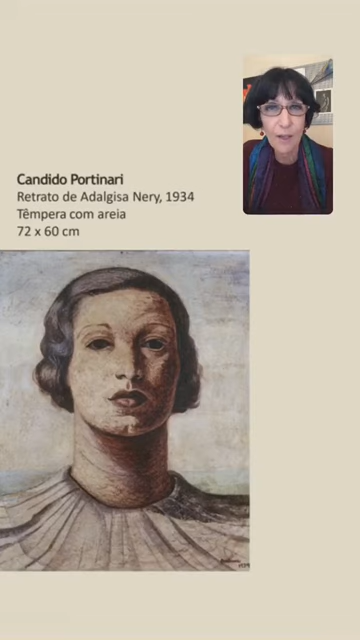 Candido Portinari
Retrato de Adalgisa Nery, 1934
Têmpera com areia
72 x 60 cm